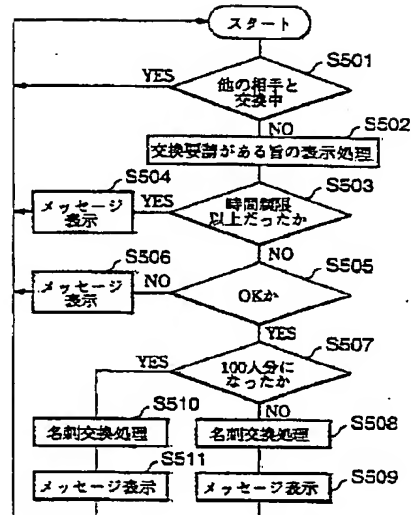 スタート
S501
YES
他の相手と
交換中
NO
S502
交換要請がある旨の表示処理
S504
S503
メッセージ
表示
YES
時間制限
以上だったか
NO
S506
S505
メッセージ
表示
NO
OKか
YES
S507
YES
100人分に
なったか
S510
NO
名刺交換処理
名刺交換処理
S508
S511
メッセージ表示
メッセージ表示
S509